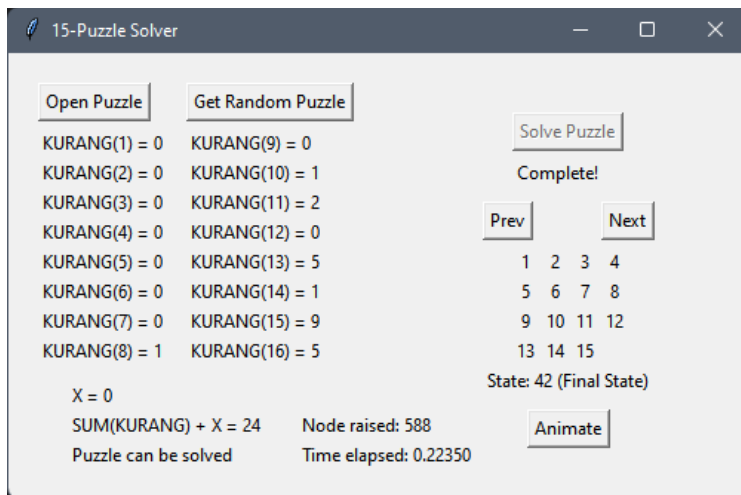 15-Puzzle Solver
Open Puzzle Get Random Puzzle
Solve Puzzle
KURANG(1) = 0 KURANG(9) = 0
KURANG(2) = 0 KURANG(10) = 1 Complete!
KURANG(3) = 0 KURANG(11) = 2
Prev Next
KURANG(4) = 0 KURANG(12) = 0
KURANG(5) = 0 KURANG(13) = 5 1 2 3 4
KURANG(6) = 0 KURANG(14) = 1 5 6 7 8
KURANG(7) = 0 KURANG(15) = 9 9 10 11 12
KURANG(8) = 1 KURANG(16) = 5 13 14 15
State: 42 (Final State)
X = 0
SUM(KURANG) + X = 24 Node raised: 588 Animate
Puzzle can be solved Time elapsed: 0.22350